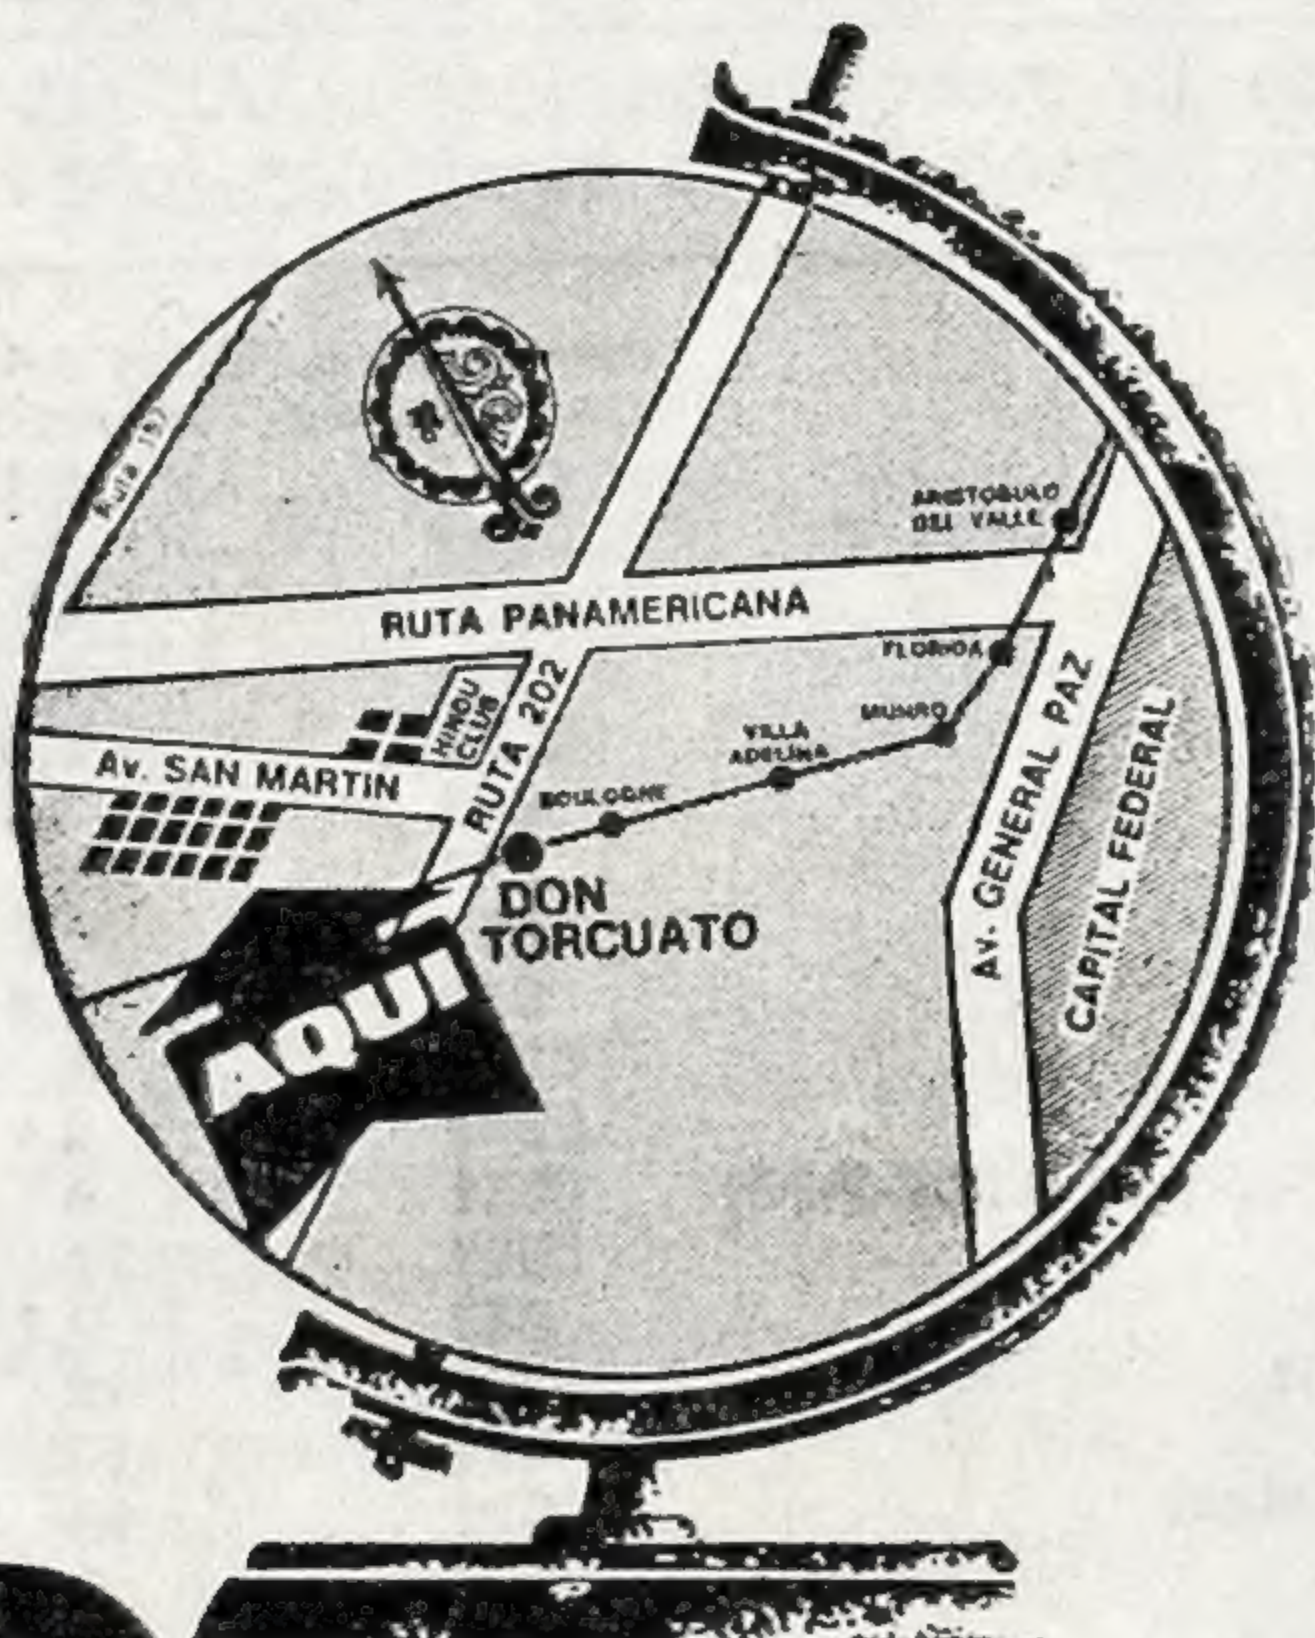 Ruta 197
ARISTOBULO
DEL VALLE
RUTA PANAMERICANA
FLORIDA
HINDU
CLUB
RUTA 202
MUNRO
VILLA
ADELINA
Av. SAN MARTIN
BOULOGNE
Av. GENERAL PAZ
CAPITAL FEDERAL
DON
TORCUATO
AQUI